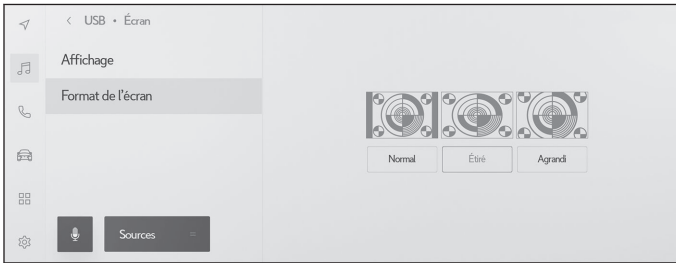 USB • Écran
Affichage
Format de l'écran
Normal
Étiré
Agrandi
Sources